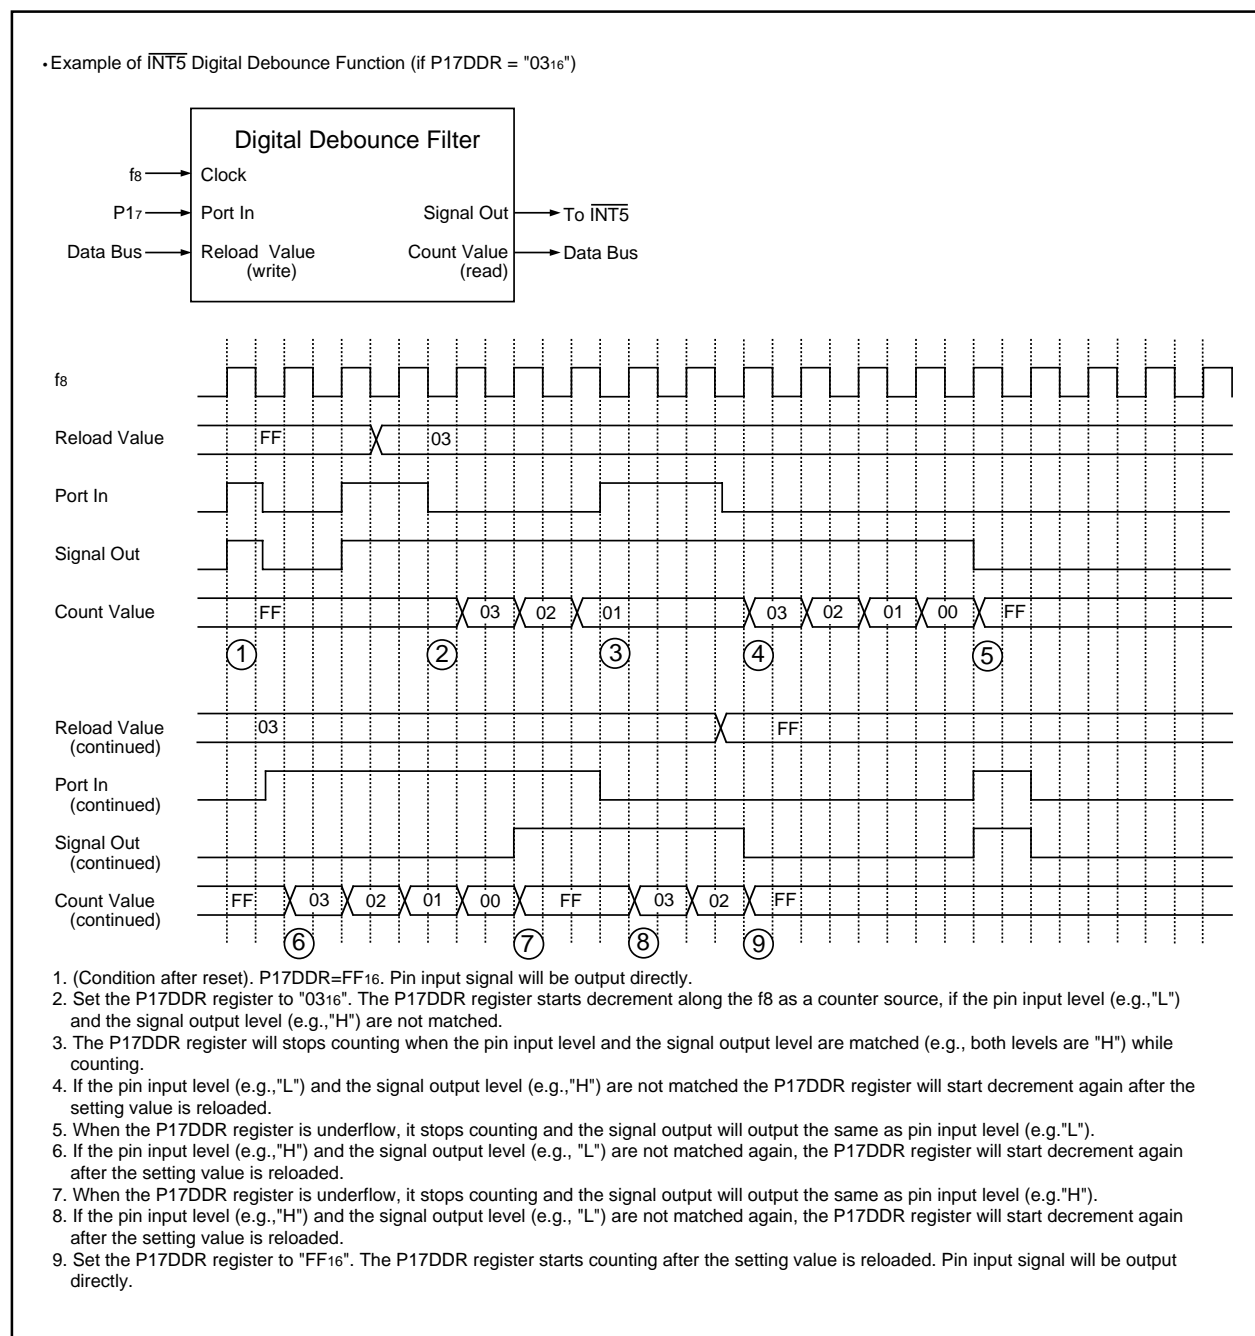 •Example of INT5 Digital Debounce Function (if P17DDR = "0316")
Digital Debounce Filter
f8
Clock
P17
Port In
Signal Out
To INT5
Data Bus
Reload Value
(write)
Count Value
(read)
Data Bus
f8
Reload Value
FF
03
Port In
Signal Out
Count Value
FF
03
02
01
03
02
01
00
FF
1
2
3
4
5
Reload Value
(continued)
03
FF
Port In
(continued)
Signal Out
(continued)
Count Value
(continued)
FF
03
02
01
00
FF
03
02
FF
6
7
8
9
1. (Condition after reset). P17DDR=FF16. Pin input signal will be output directly.
2. Set the P17DDR register to "0316". The P17DDR register starts decrement along the f8 as a counter source, if the pin input level (e.g.,"L")
and the signal output level (e.g.,"H") are not matched.
3. The P17DDR register will stops counting when the pin input level and the signal output level are matched (e.g., both levels are "H") while
counting.
4. If the pin input level (e.g.,"L") and the signal output level (e.g.,"H") are not matched the P17DDR register will start decrement again after the
setting value is reloaded.
5. When the P17DDR register is underflow, it stops counting and the signal output will output the same as pin input level (e.g."L").
6. If the pin input level (e.g.,"H") and the signal output level (e.g., "L") are not matched again, the P17DDR register will start decrement again
after the setting value is reloaded.
7. When the P17DDR register is underflow, it stops counting and the signal output will output the same as pin input level (e.g."H").
8. If the pin input level (e.g.,"H") and the signal output level (e.g., "L") are not matched again, the P17DDR register will start decrement again
after the setting value is reloaded.
9. Set the P17DDR register to "FF16". The P17DDR register starts counting after the setting value is reloaded. Pin input signal will be output
directly.